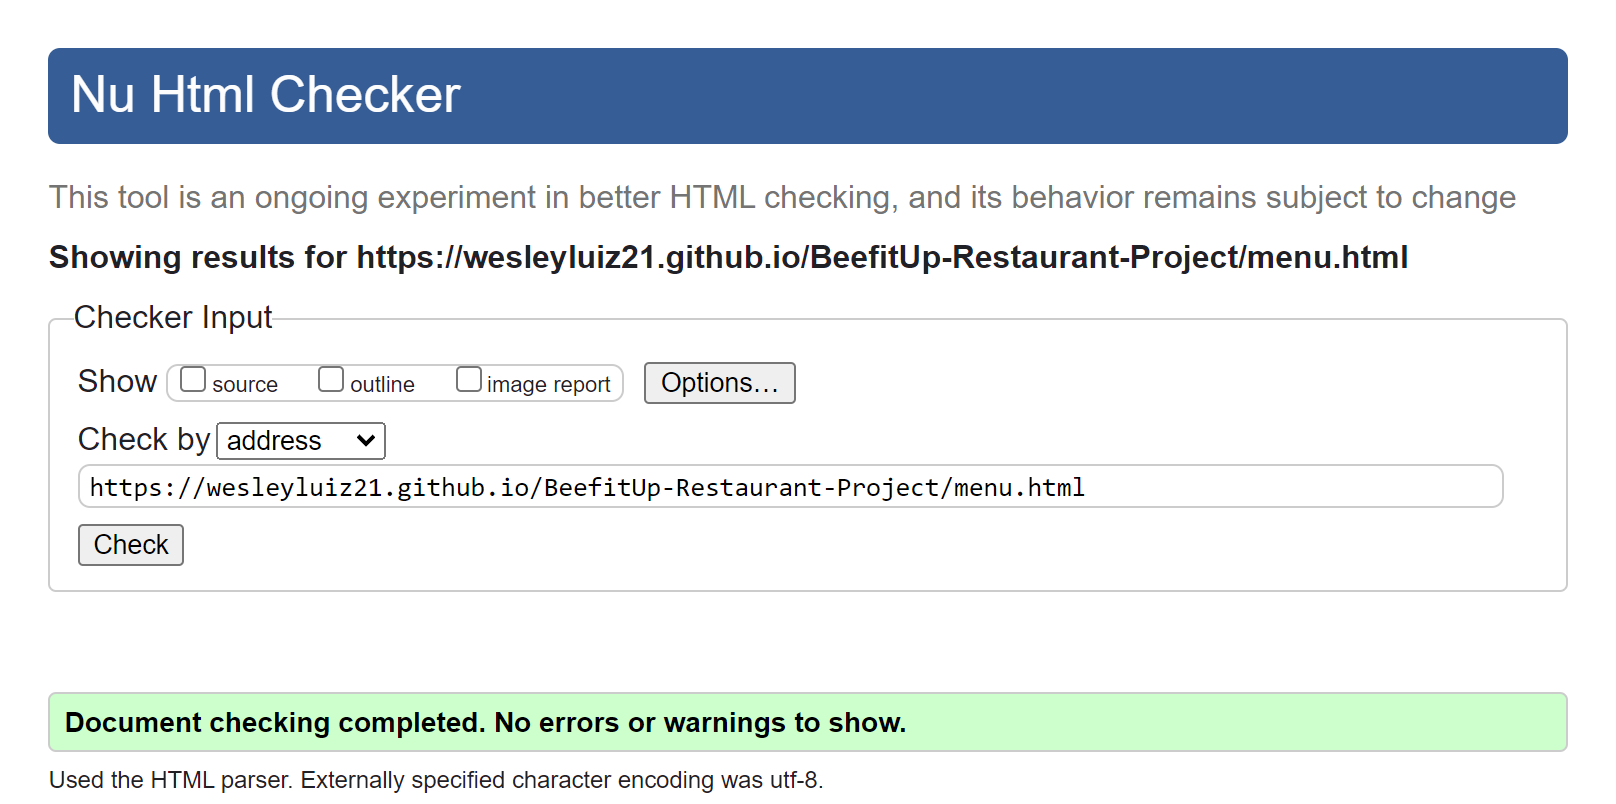 Nu Html Checker
This tool is an ongoing experiment in better HTML checking, and its behavior remains subject to change
Showing results for https://wesleyluiz21.github.io/BeefitUp-Restaurant-Project/menu.html
Checker Input
Show source outline image report Options...
Check by address
https://wesleyluiz21.github.io/BeefitUp-Restaurant-Project/menu.html
Check
Document checking completed. No errors or warnings to show.
Used the HTML parser. Externally specified character encoding was utf-8.